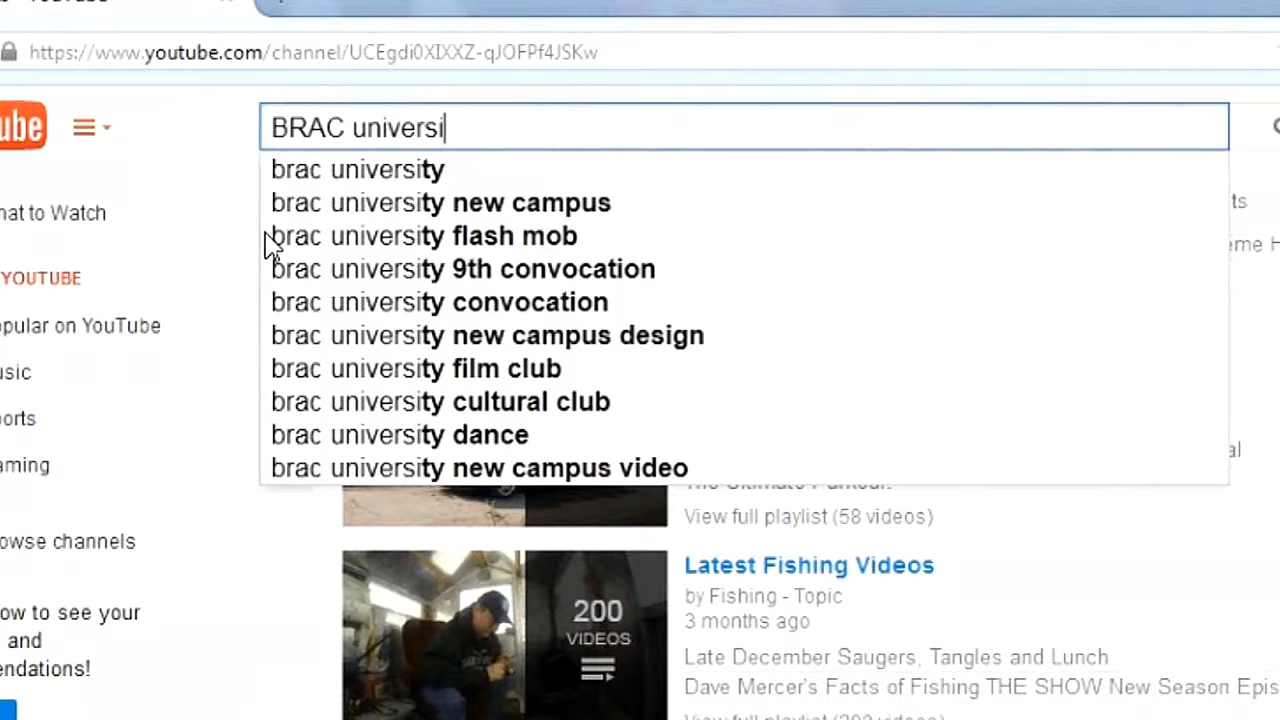 https://www.youtube.com/channel/UCEgdi0XIXXZ-qJOFPf4JSKw
ube
BRAC universi
brac university
brac university new campus
brac university flash mob
brac university 9th convocation
brac university convocation
brac university new campus design
brac university film club
brac university cultural club
brac university dance
brac university new campus video
hat to Watch
YOUTUBE
opular on YouTube
usic
orts
aming
owse channels
ow to see your
and
endations!
ts
eme H
al
View full playlist (58 videos)
200
VIDEOS
Latest Fishing Videos
by Fishing - Topic
3 months ago
Late December Saugers, Tangles and Lunch
Dave Mercer's Facts of Fishing THE SHOW New Season Epis